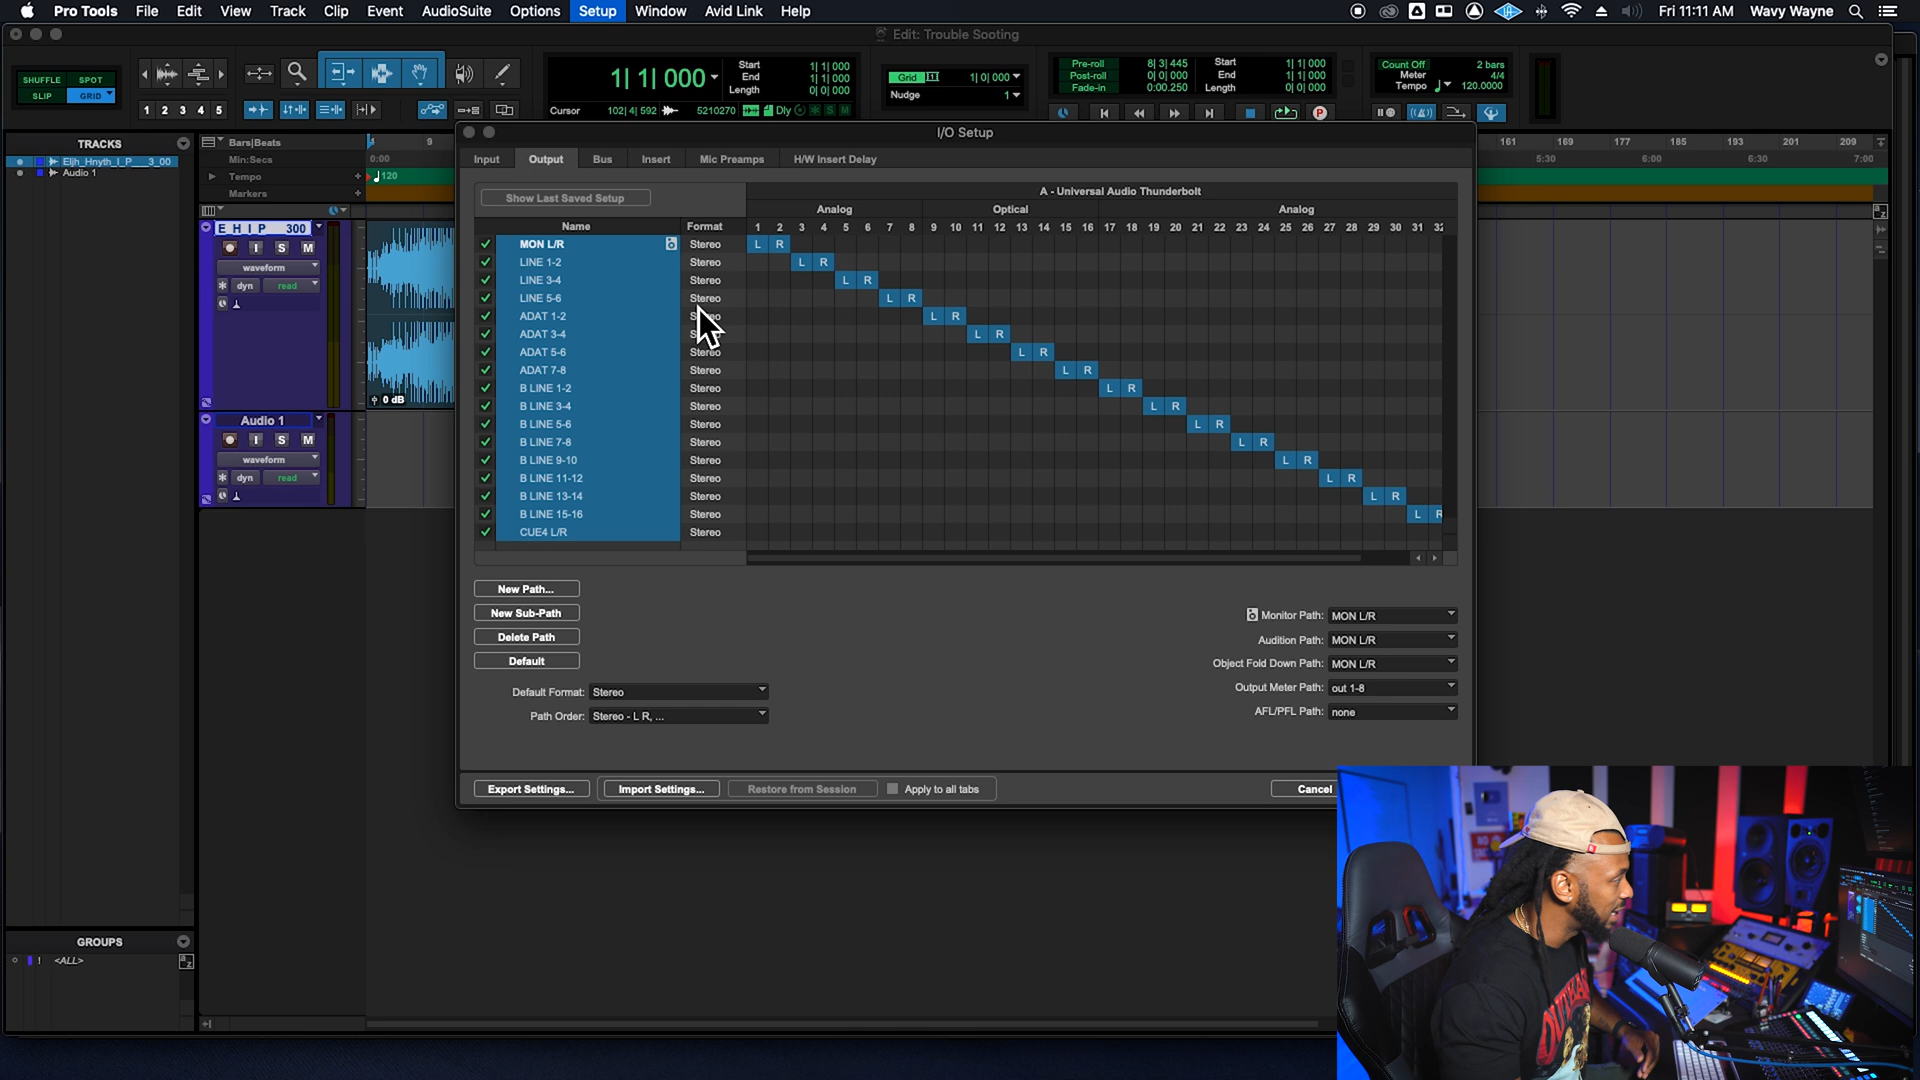 Pro Tools File Edit View Track Clip Event AudioSuite Options Setup Window Avid Link Help Fri 11:11 AM Wavy Wayne
Edit: Trouble Sooting
SHUFFLE SPOT
SLIP GRID
1 2 3 4 5
1| 1| 000
Start 1| 1| 000
End 1| 1| 000
Length 0| 0| 000
Cursor 102| 4| 592 5210270 Dly S M
Grid 1| 0| 000
Nudge 1
Pre-roll 8| 3| 445
Post-roll 0| 0| 000
Fade-in 0:00.250
Start 1| 1| 000
End 1| 1| 000
Length 0| 0| 000
Count Off 2 bars
Meter 4/4
Tempo 120.0000
TRACKS
Eljh_Hnyth_I_P___3_00
Audio 1
Bars|Beats
Min:Secs
Tempo
Markers
9
0:00
120
161 169 177 185 193 201 209
5:30 6:00 6:30 7:00
E H I P 300
I S M
waveform
dyn read
0 dB
Audio 1
I S M
waveform
dyn read
GROUPS
! <ALL>
I/O Setup
Input Output Bus Insert Mic Preamps H/W Insert Delay
Show Last Saved Setup
A - Universal Audio Thunderbolt
Analog Optical Analog
Name Format 1 2 3 4 5 6 7 8 9 10 11 12 13 14 15 16 17 18 19 20 21 22 23 24 25 26 27 28 29 30 31 32
MON L/R Stereo L R
LINE 1-2 Stereo L R
LINE 3-4 Stereo L R
LINE 5-6 Stereo L R
ADAT 1-2 L R
ADAT 3-4 L R
ADAT 5-6 Stereo L R
ADAT 7-8 Stereo L R
B LINE 1-2 Stereo L R
B LINE 3-4 Stereo L R
B LINE 5-6 Stereo L R
B LINE 7-8 Stereo L R
B LINE 9-10 Stereo L R
B LINE 11-12 Stereo L R
B LINE 13-14 Stereo L R
B LINE 15-16 Stereo L R
CUE4 L/R Stereo
New Path...
New Sub-Path
Delete Path
Default
Default Format: Stereo
Path Order: Stereo - L R, ...
Monitor Path: MON L/R
Audition Path: MON L/R
Object Fold Down Path: MON L/R
Output Meter Path: out 1-8
AFL/PFL Path: none
Export Settings... Import Settings... Restore from Session Apply to all tabs Cancel